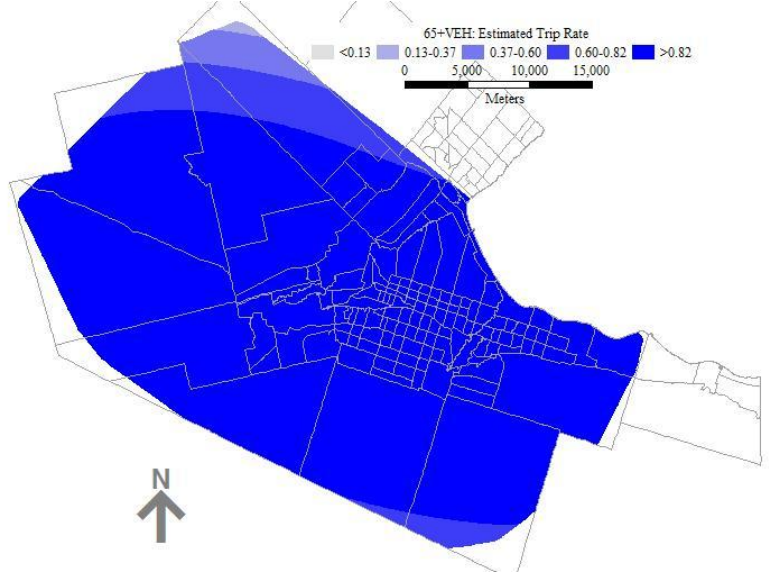 65+VEH: Estimated Trip Rate
<0.13 0.13-0.37 0.37-0.60 0.60-0.82 >0.82
0 5,000 10,000 15,000
Meters
N